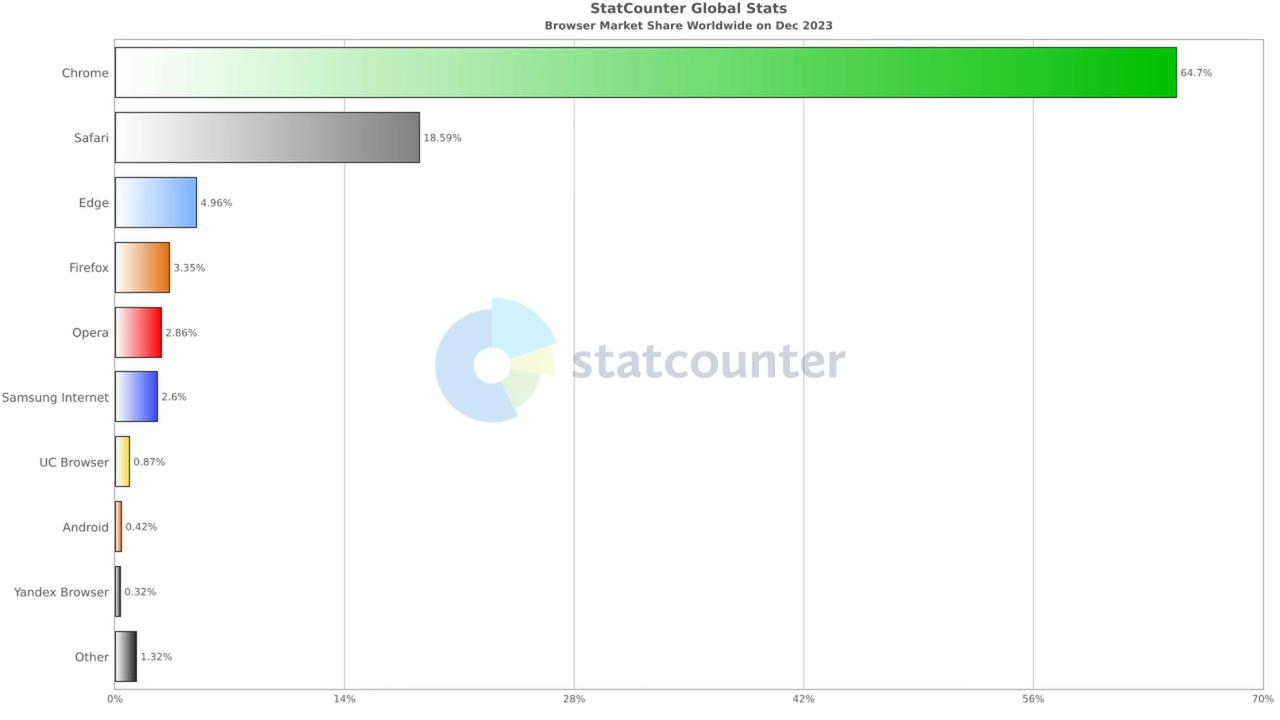 StatCounter Global Stats
Browser Market Share Worldwide on Dec 2023
Chrome 64.7%
Safari 18.59%
Edge 4.96%
Firefox 3.35%
Opera 2.86%
Samsung Internet 2.6%
UC Browser 0.87%
Android 0.42%
Yandex Browser 0.32%
Other 1.32%
statcounter
0% 14% 28% 42% 56% 70%